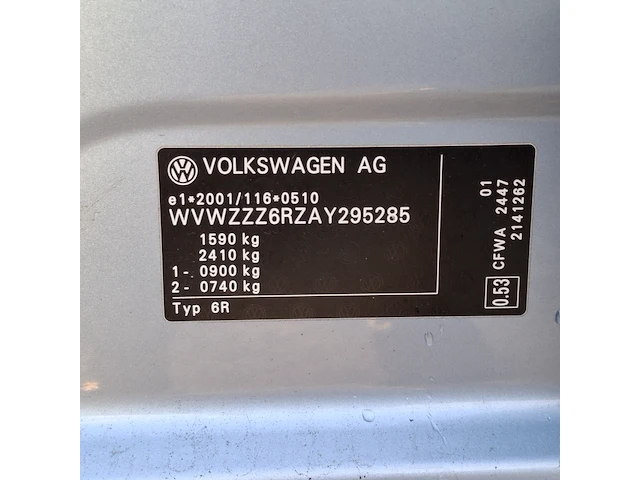 VOLKSWAGEN AG
e1*2001/116*0510
WVWZZZ6RZAY295285
1590 kg
2410 kg
1- 0900 kg
2- 0740 kg
Typ 6R
01
0.53 CFWA 2447
2141262